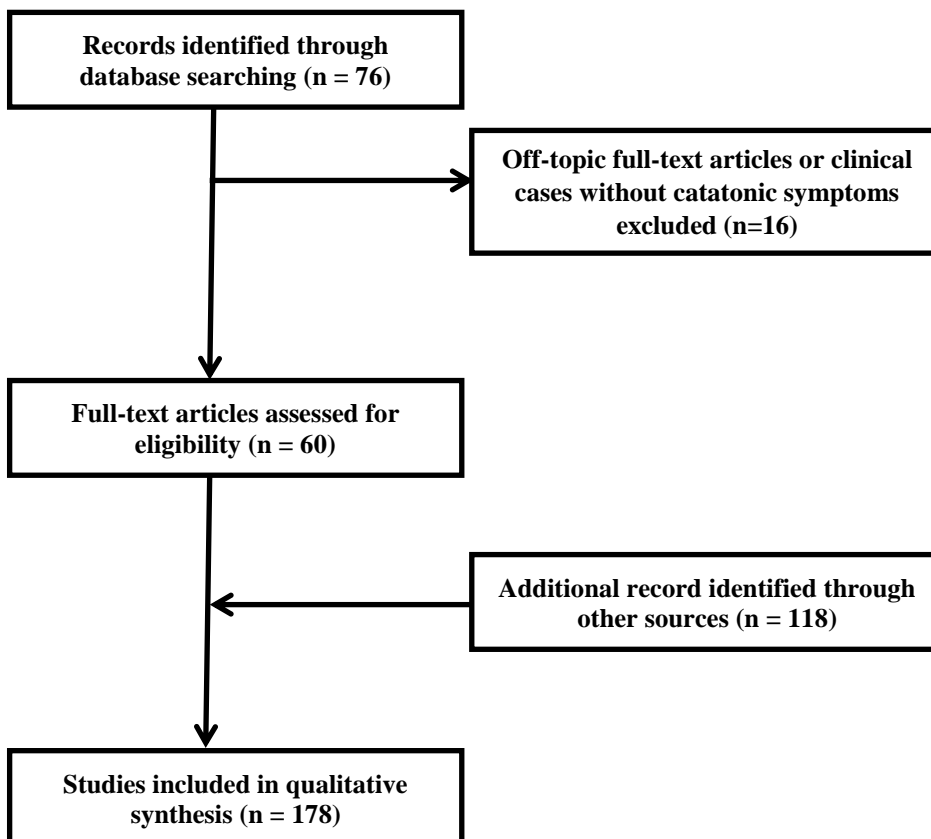 Records identified through
database searching (n = 76)
Off-topic full-text articles or clinical
cases without catatonic symptoms
excluded (n=16)
Full-text articles assessed for
eligibility (n = 60)
Additional record identified through
other sources (n = 118)
Studies included in qualitative
synthesis (n = 178)